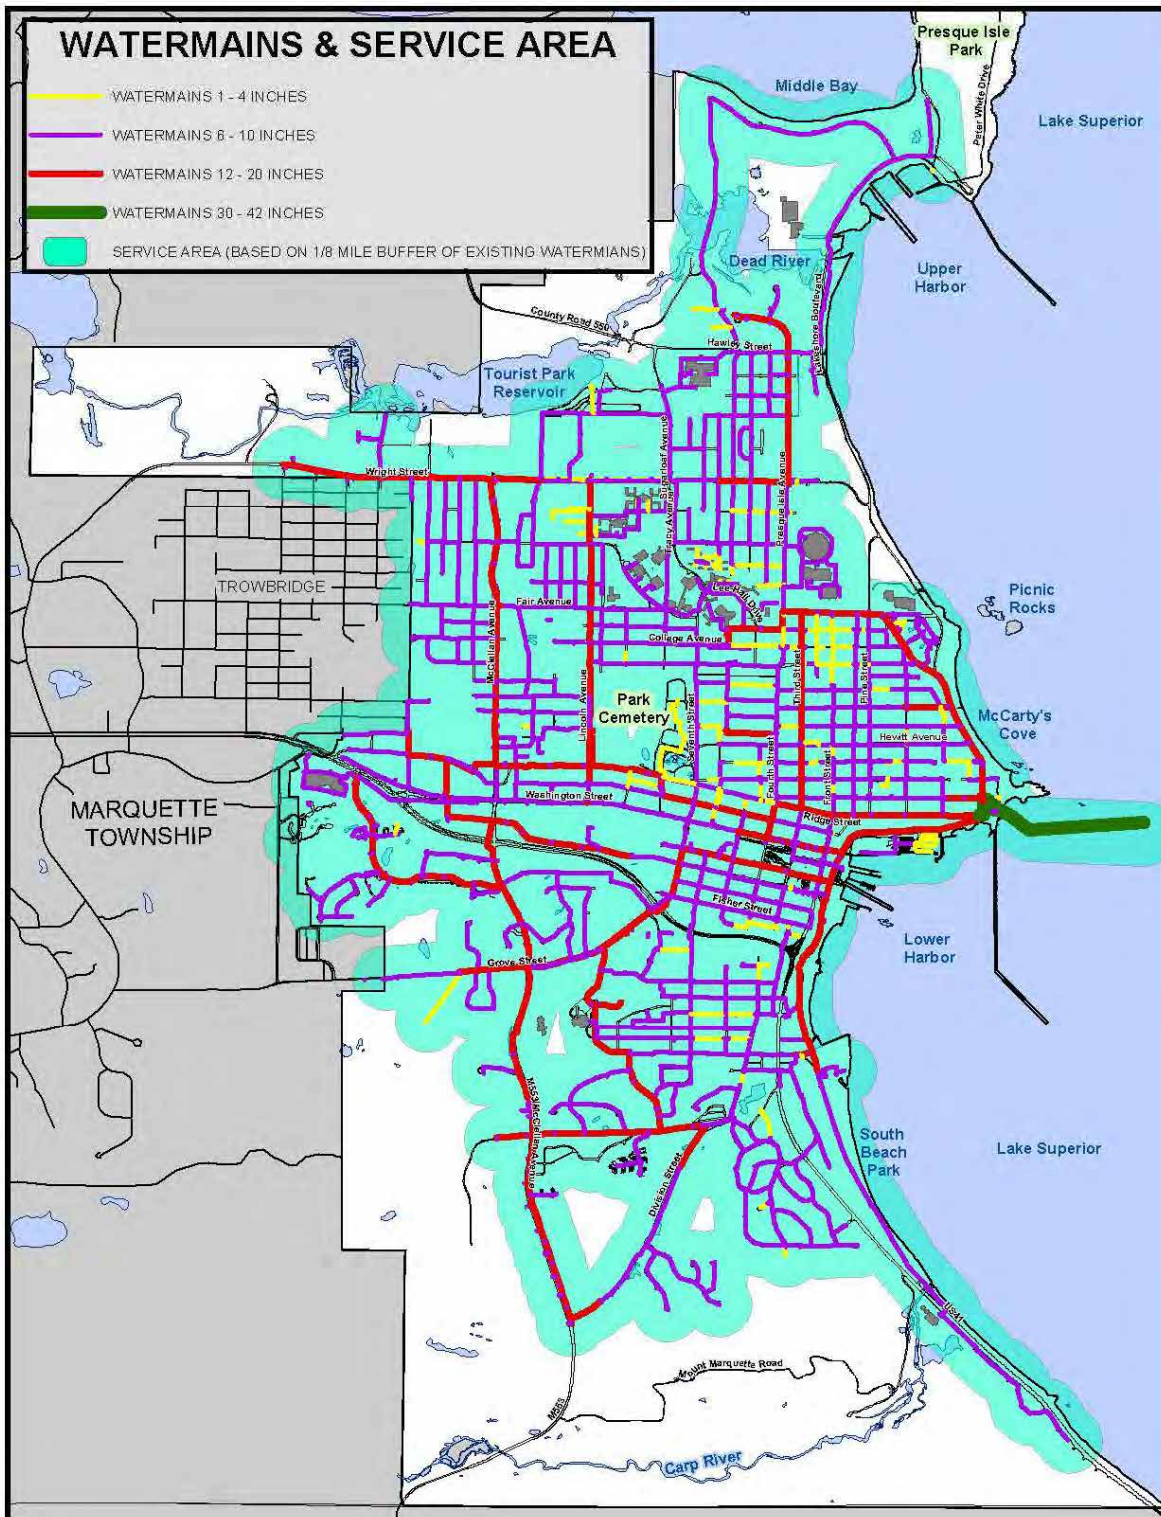 WATERMAINS & SERVICE AREA
WATERMAINS 1 - 4 INCHES
WATERMAINS 6 - 10 INCHES
WATERMAINS 12 - 20 INCHES
WATERMAINS 30 - 42 INCHES
SERVICE AREA (BASED ON 1/8 MILE BUFFER OF EXISTING WATERMIANS)
Presque Isle
Park
Peter White Drive
Middle Bay
Lake Superior
Dead River
Upper
Harbor
Lakeshore Boulevard
County Road 550
Hawley Street
Tourist Park
Reservoir
Sugarloaf Avenue
Wright Street
Presque Isle Avenue
Tracy Avenue
TROWBRIDGE
Lee Hall Drive
Picnic
Rocks
Fair Avenue
College Avenue
McClellan Avenue
Lincoln Avenue
Park
Cemetery
Seventh Street
Third Street
Pine Street
McCarty's
Cove
Hewitt Avenue
Fourth Street
Front Street
Washington Street
Ridge Street
MARQUETTE
TOWNSHIP
Fisher Street
Lower
Harbor
Grove Street
M553/McClellan Avenue
South
Beach
Park
Lake Superior
Division Street
US41
Mount Marquette Road
M553
Carp River